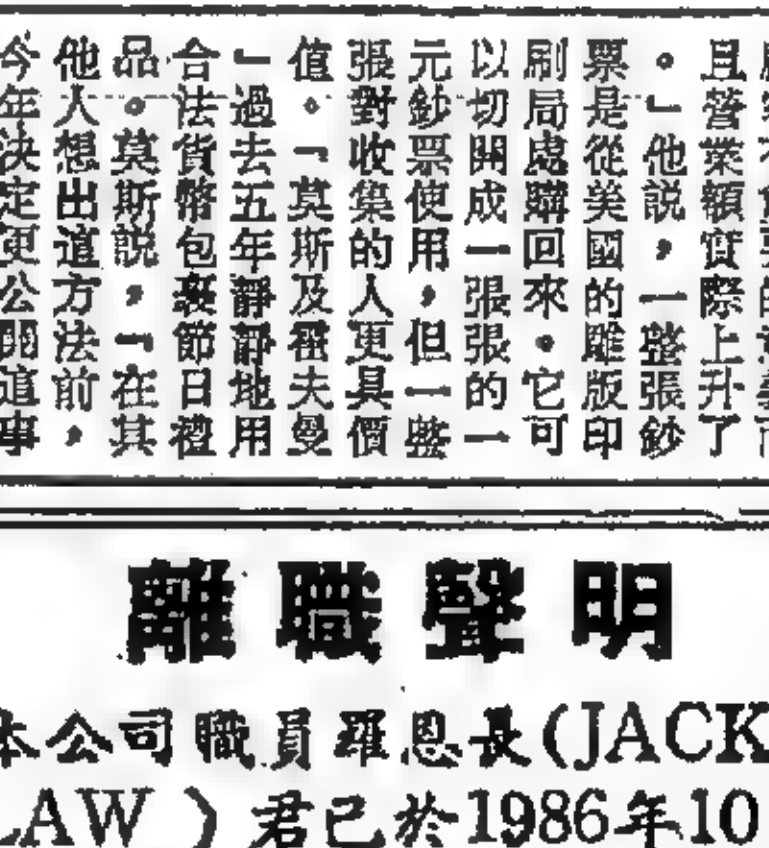 且營業額實際上升了
。」他說,一整張鈔
票是從美國的雕版印
刷局處購回來。它可
以切開成一張張的一
元鈔票使用,但一整
張對收集的人更具價
值。「莫斯及霍夫曼
」過去五年靜靜地用
合法貨幣包裹節日禮
品。莫斯說,「在其
他人想出這方法前,
今年決定更公開這事
離職聲明
本公司職員羅恩長(JACK
LAW)君已於1986年10